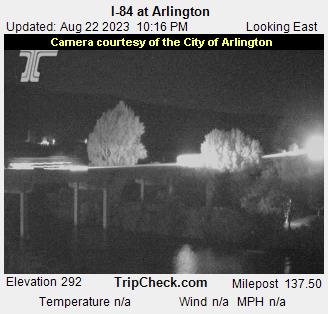 I-84 at Arlington
Updated: Aug 22 2023 10:16 PM Looking East
Camera courtesy of the City of Arlington
Elevation 292 TripCheck.com Milepost 137.50
Temperature n/a Wind n/a MPH n/a